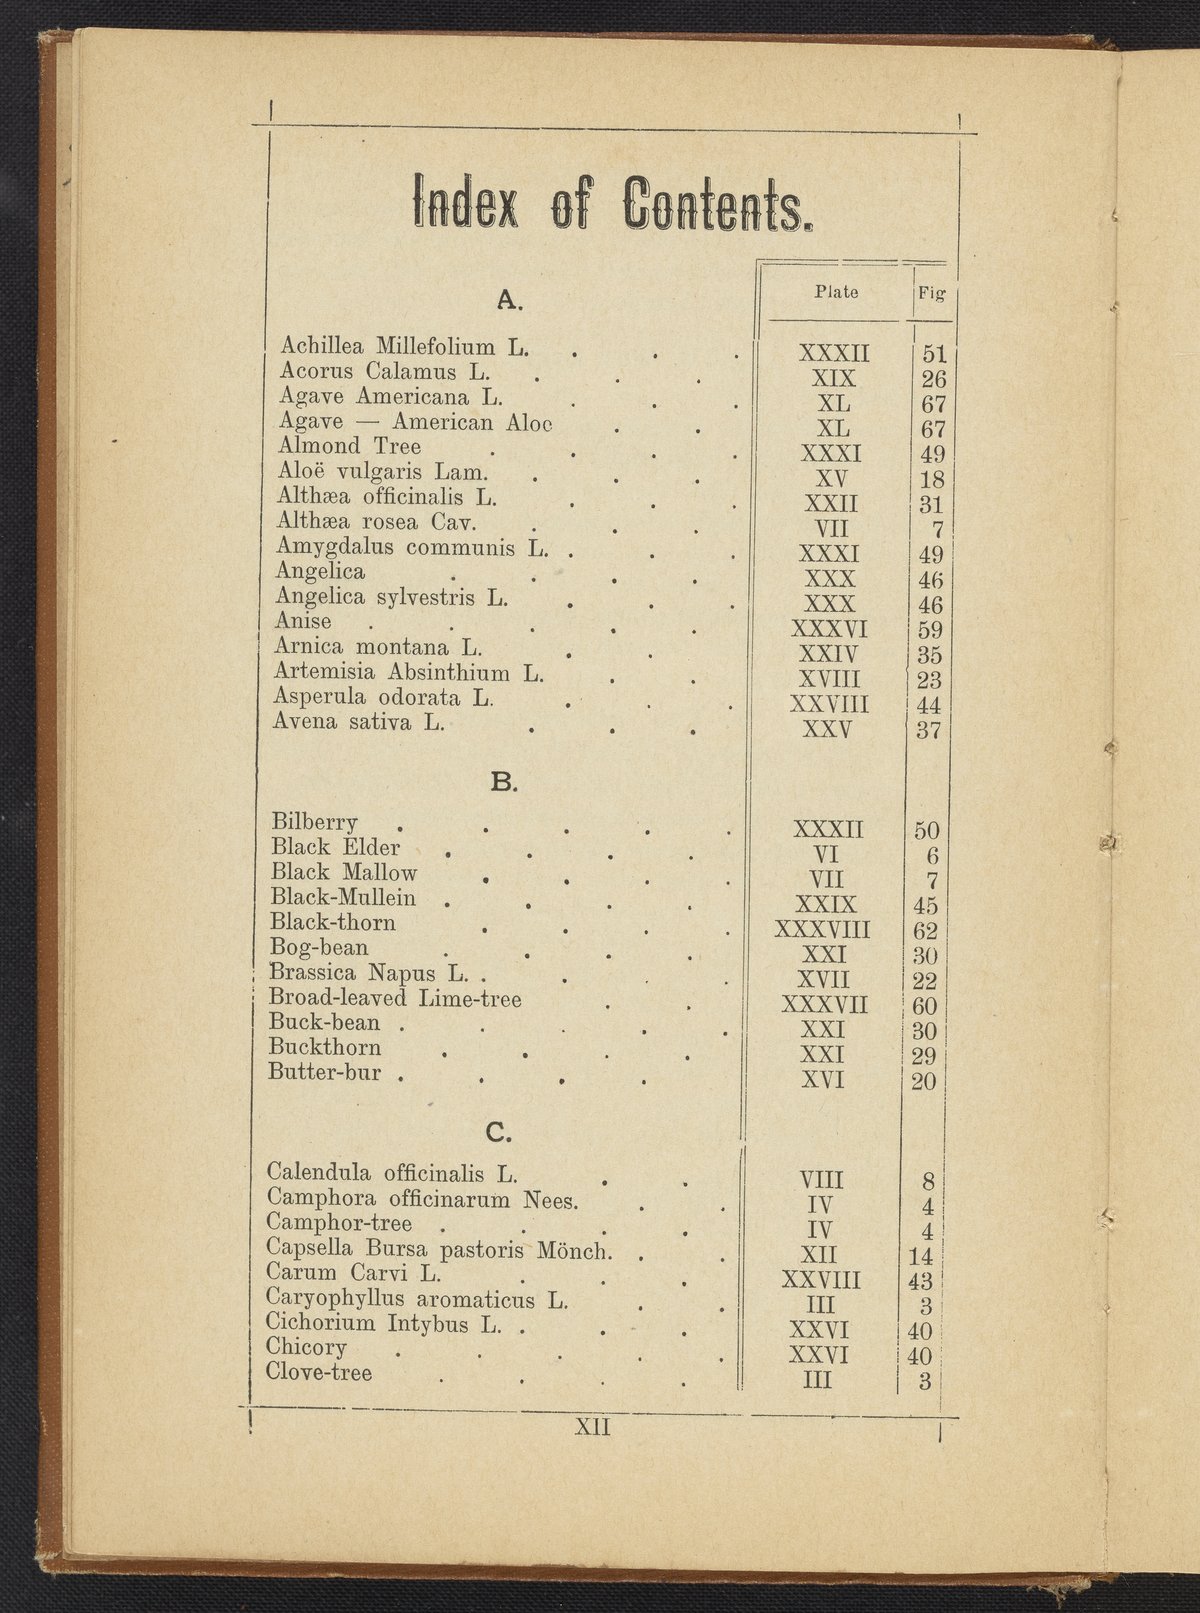 Index of Contents.
Plate Fig
A.
Achillea Millefolium L. . . . XXXII 51
Acorus Calamus L. . . . XIX 26
Agave Americana L. . . . XL 67
Agave — American Aloe . . XL 67
Almond Tree . . . . XXXI 49
Aloë vulgaris Lam. . . . XV 18
Althæa officinalis L. . . . XXII 31
Althæa rosea Cav. . . . VII 7
Amygdalus communis L. . . . XXXI 49
Angelica . . . . XXX 46
Angelica sylvestris L. . . . XXX 46
Anise . . . . . XXXVI 59
Arnica montana L. . . XXIV 35
Artemisia Absinthium L. . . XVIII 23
Asperula odorata L. . . . XXVIII 44
Avena sativa L. . . . XXV 37
B.
Bilberry . . . . . XXXII 50
Black Elder . . . . VI 6
Black Mallow . . . . VII 7
Black-Mullein . . . . XXIX 45
Black-thorn . . . . XXXVIII 62
Bog-bean . . . . XXI 30
Brassica Napus L. . . . . XVII 22
Broad-leaved Lime-tree . . XXXVII 60
Buck-bean . . . . . XXI 30
Buckthorn . . . . XXI 29
Butter-bur . . . . XVI 20
C.
Calendula officinalis L. . . VIII 8
Camphora officinarum Nees. . . IV 4
Camphor-tree . . . . IV 4
Capsella Bursa pastoris Mönch. . . XII 14
Carum Carvi L. . . . XXVIII 43
Caryophyllus aromaticus L. . . III 3
Cichorium Intybus L. . . . XXVI 40
Chicory . . . . . XXVI 40
Clove-tree . . . . III 3
XII